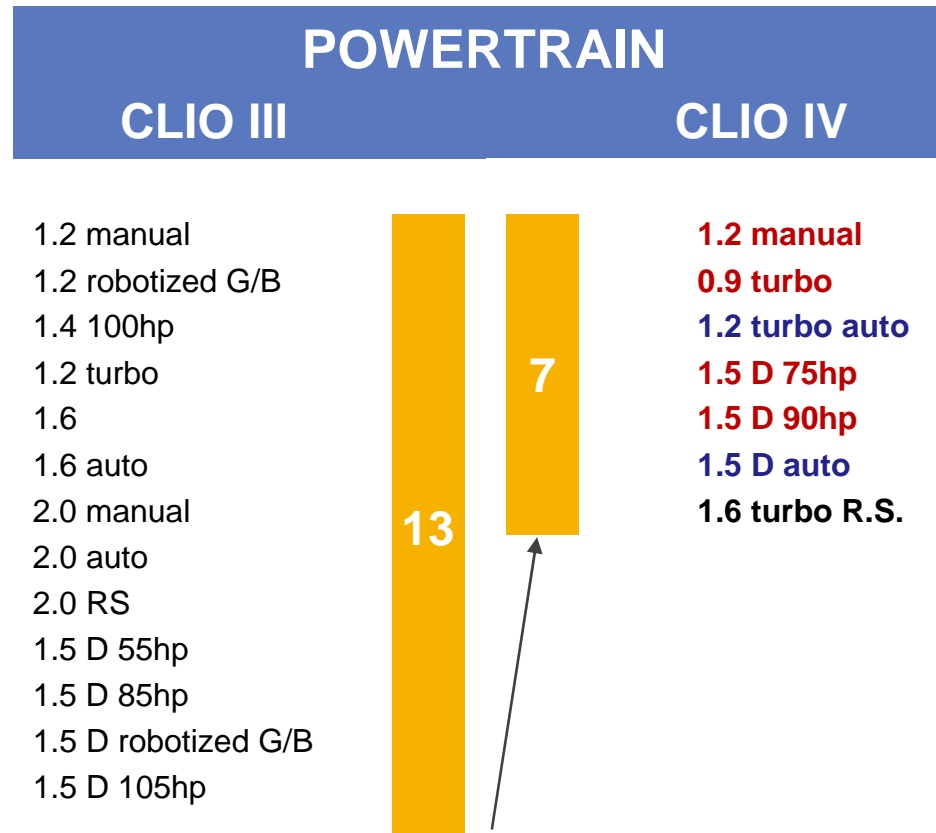 POWERTRAIN
CLIO III CLIO IV
1.2 manual 1.2 manual
1.2 robotized G/B 0.9 turbo
1.4 100hp 1.2 turbo auto
1.2 turbo 7 1.5 D 75hp
1.6 1.5 D 90hp
1.6 auto 1.5 D auto
2.0 manual 13 1.6 turbo R.S.
2.0 auto
2.0 RS
1.5 D 55hp
1.5 D 85hp
1.5 D robotized G/B
1.5 D 105hp